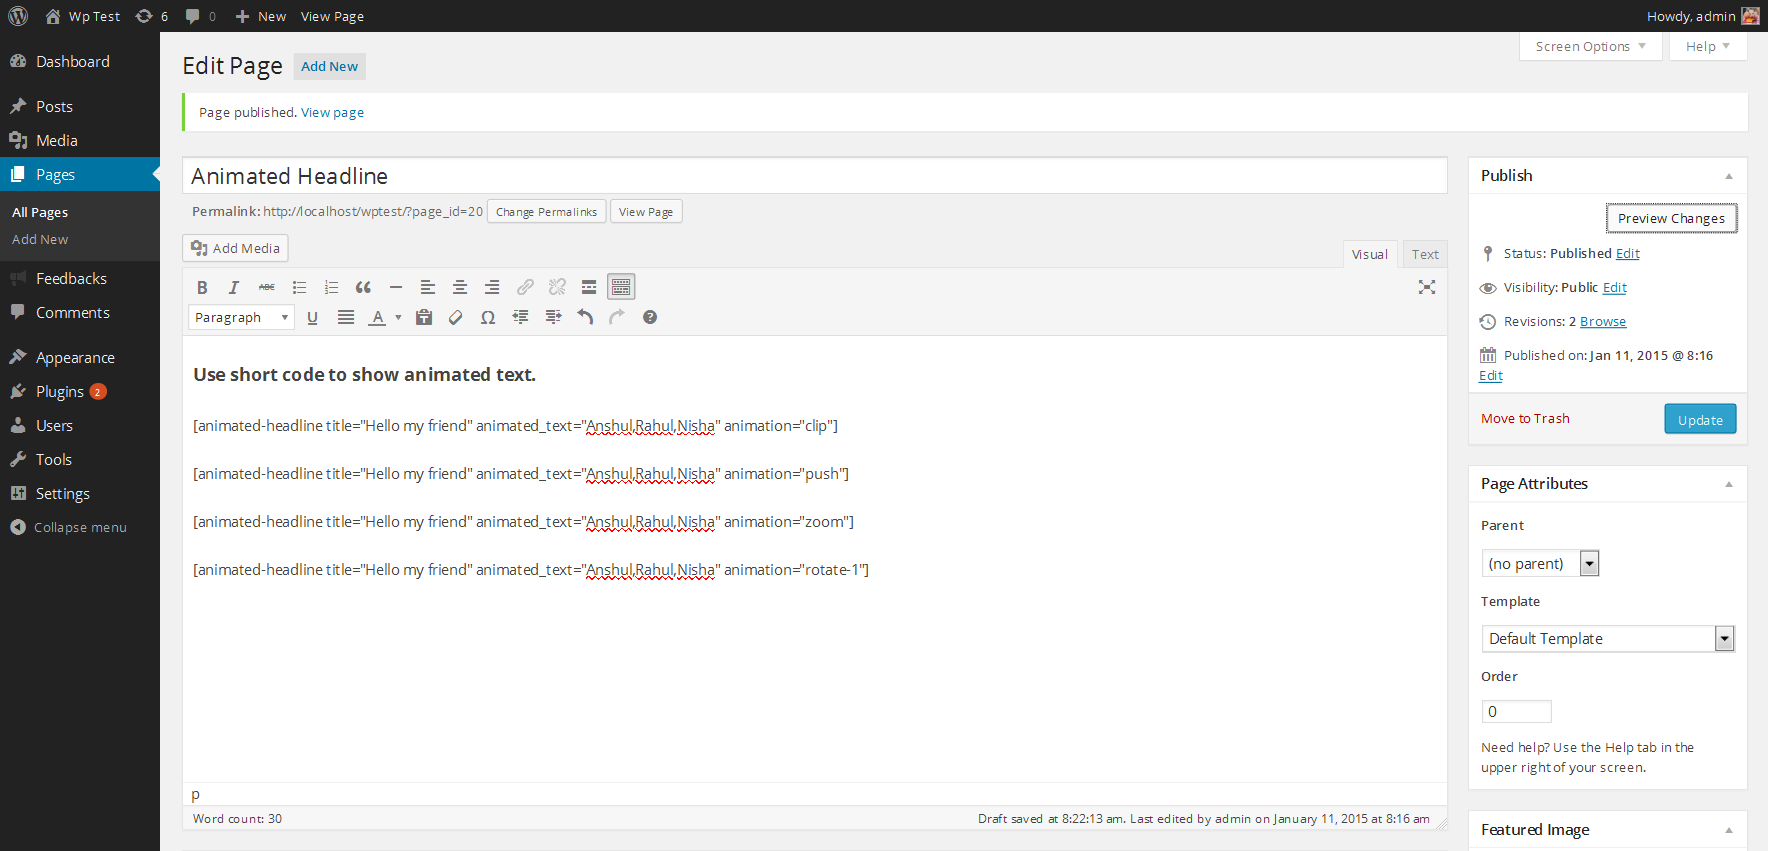 Wp Test 6 0 New View Page Howdy, admin
Dashboard
Posts
Media
Pages
All Pages
Add New
Feedbacks
Comments
Appearance
Plugins 2
Users
Tools
Settings
Collapse menu
Screen Options Help
Edit Page Add New
Page published. View page
Animated Headline
Permalink: http://localhost/wptest/?page_id=20 Change Permalinks View Page
Add Media
Visual Text
B I ABC
Paragraph U A
Use short code to show animated text.
[animated-headline title="Hello my friend" animated_text="Anshul,Rahul,Nisha" animation="clip"]
[animated-headline title="Hello my friend" animated_text="Anshul,Rahul,Nisha" animation="push"]
[animated-headline title="Hello my friend" animated_text="Anshul,Rahul,Nisha" animation="zoom"]
[animated-headline title="Hello my friend" animated_text="Anshul,Rahul,Nisha" animation="rotate-1"]
p
Word count: 30 Draft saved at 8:22:13 am. Last edited by admin on January 11, 2015 at 8:16 am
Publish
Preview Changes
Status: Published Edit
Visibility: Public Edit
Revisions: 2 Browse
Published on: Jan 11, 2015 @ 8:16
Edit
Move to Trash Update
Page Attributes
Parent
(no parent)
Template
Default Template
Order
0
Need help? Use the Help tab in the
upper right of your screen.
Featured Image